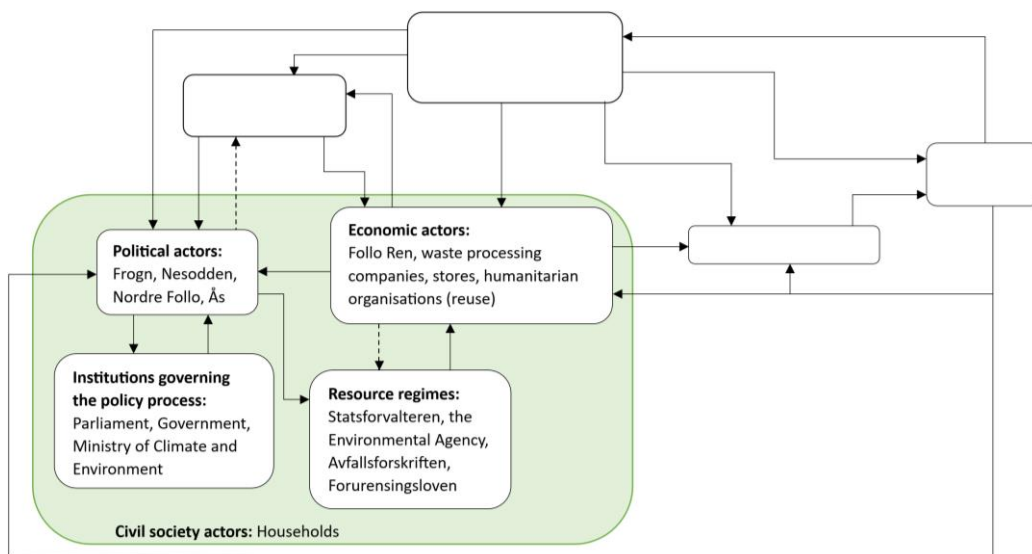 Economic actors:
Follo Ren, waste processing
companies, stores, humanitarian
organisations (reuse)
Political actors:
Frogn, Nesodden,
Nordre Follo, Ås
Institutions governing
the policy process:
Parliament, Government,
Ministry of Climate and
Environment
Resource regimes:
Statsforvalteren, the
Environmental Agency,
Avfallsforskriften,
Forurensingsloven
Civil society actors: Households